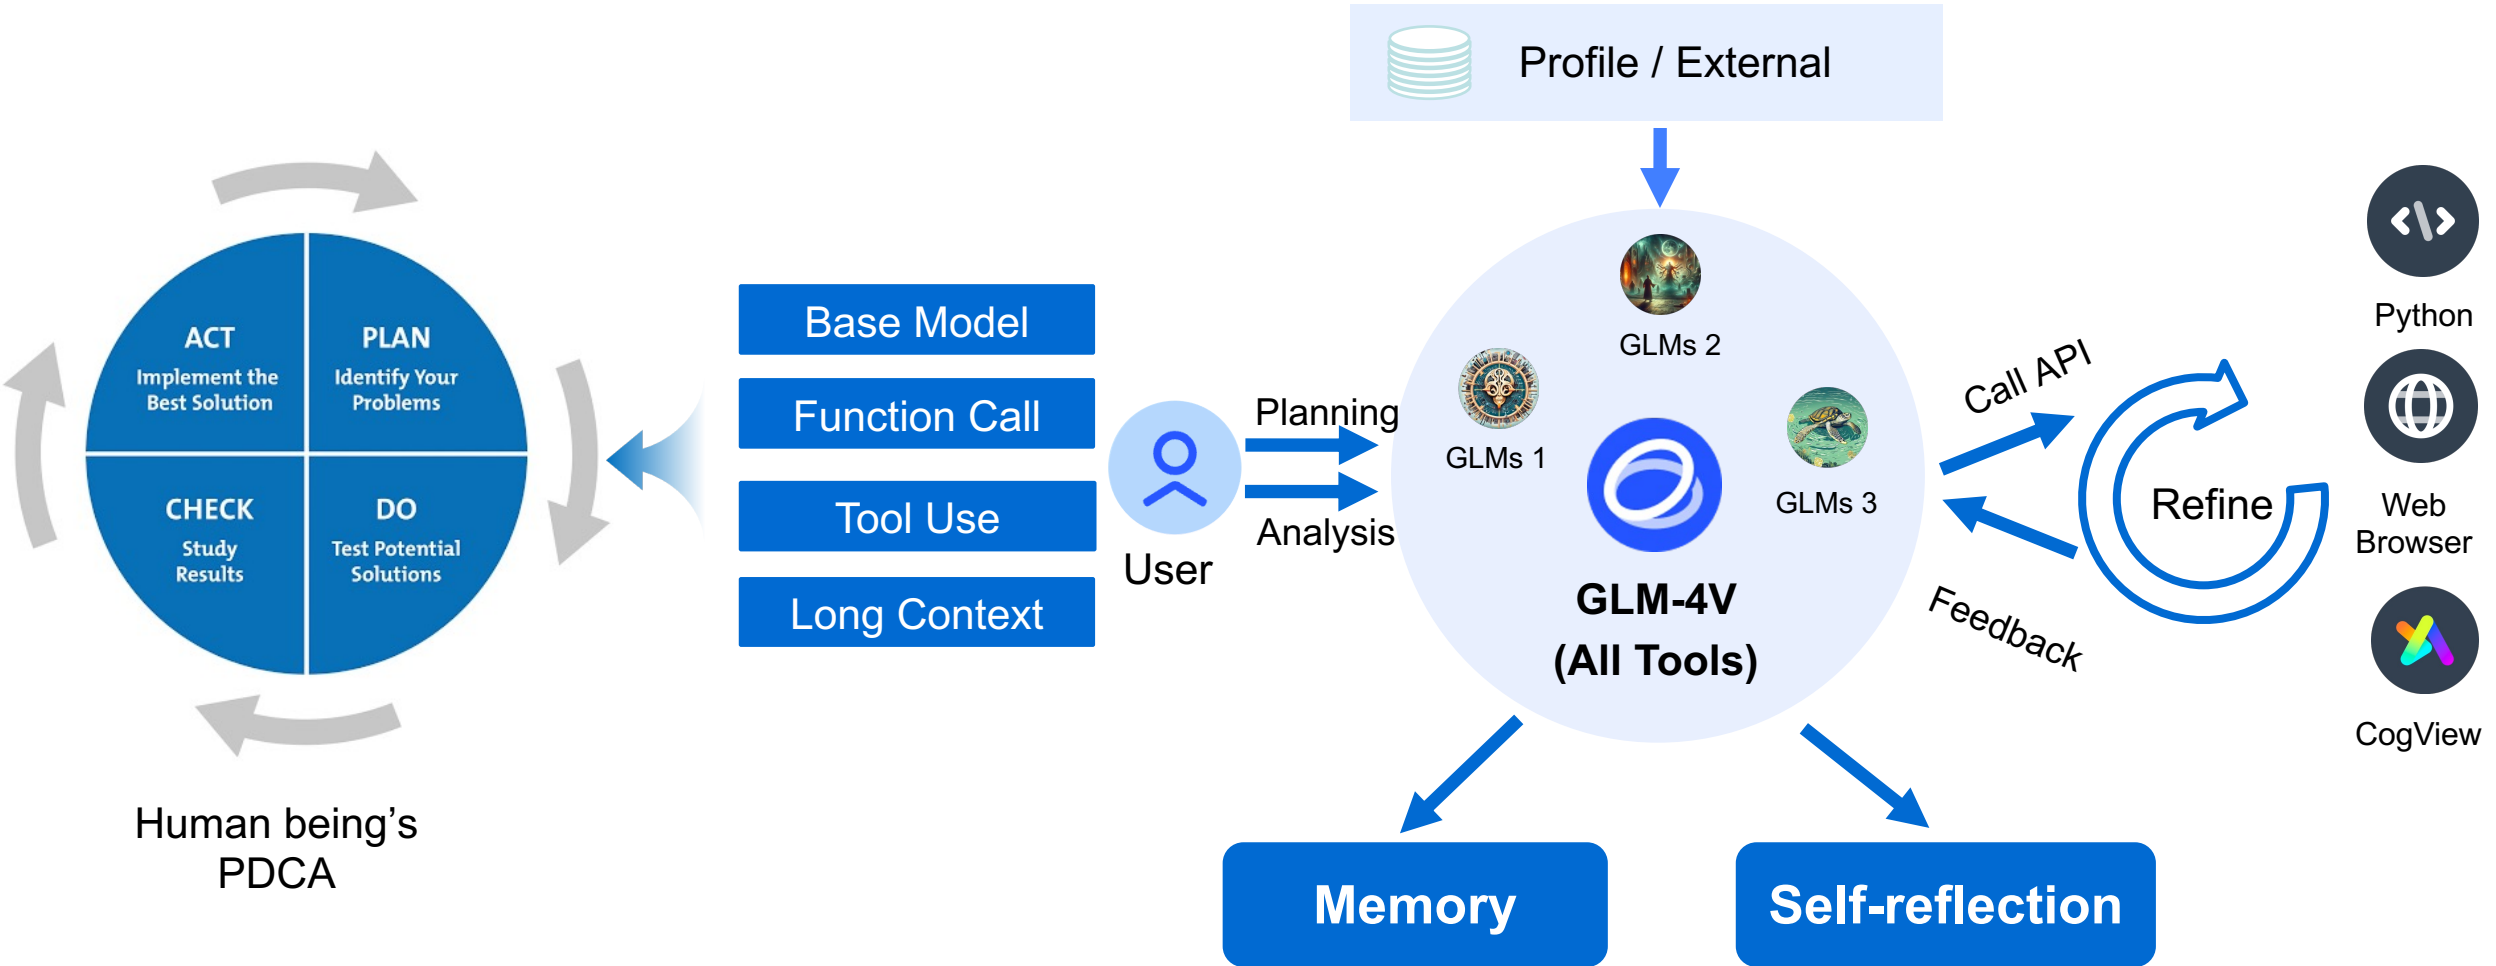 Profile / External
ACT
Implement the
Best Solution
PLAN
Identify Your
Problems
CHECK
Study
Results
DO
Test Potential
Solutions
Human being’s
PDCA
Base Model
Function Call
Tool Use
Long Context
User
Planning
Analysis
GLMs 2
GLMs 1
GLMs 3
GLM-4V
(All Tools)
Call API
Feedback
Refine
Python
Web
Browser
CogView
Memory
Self-reflection